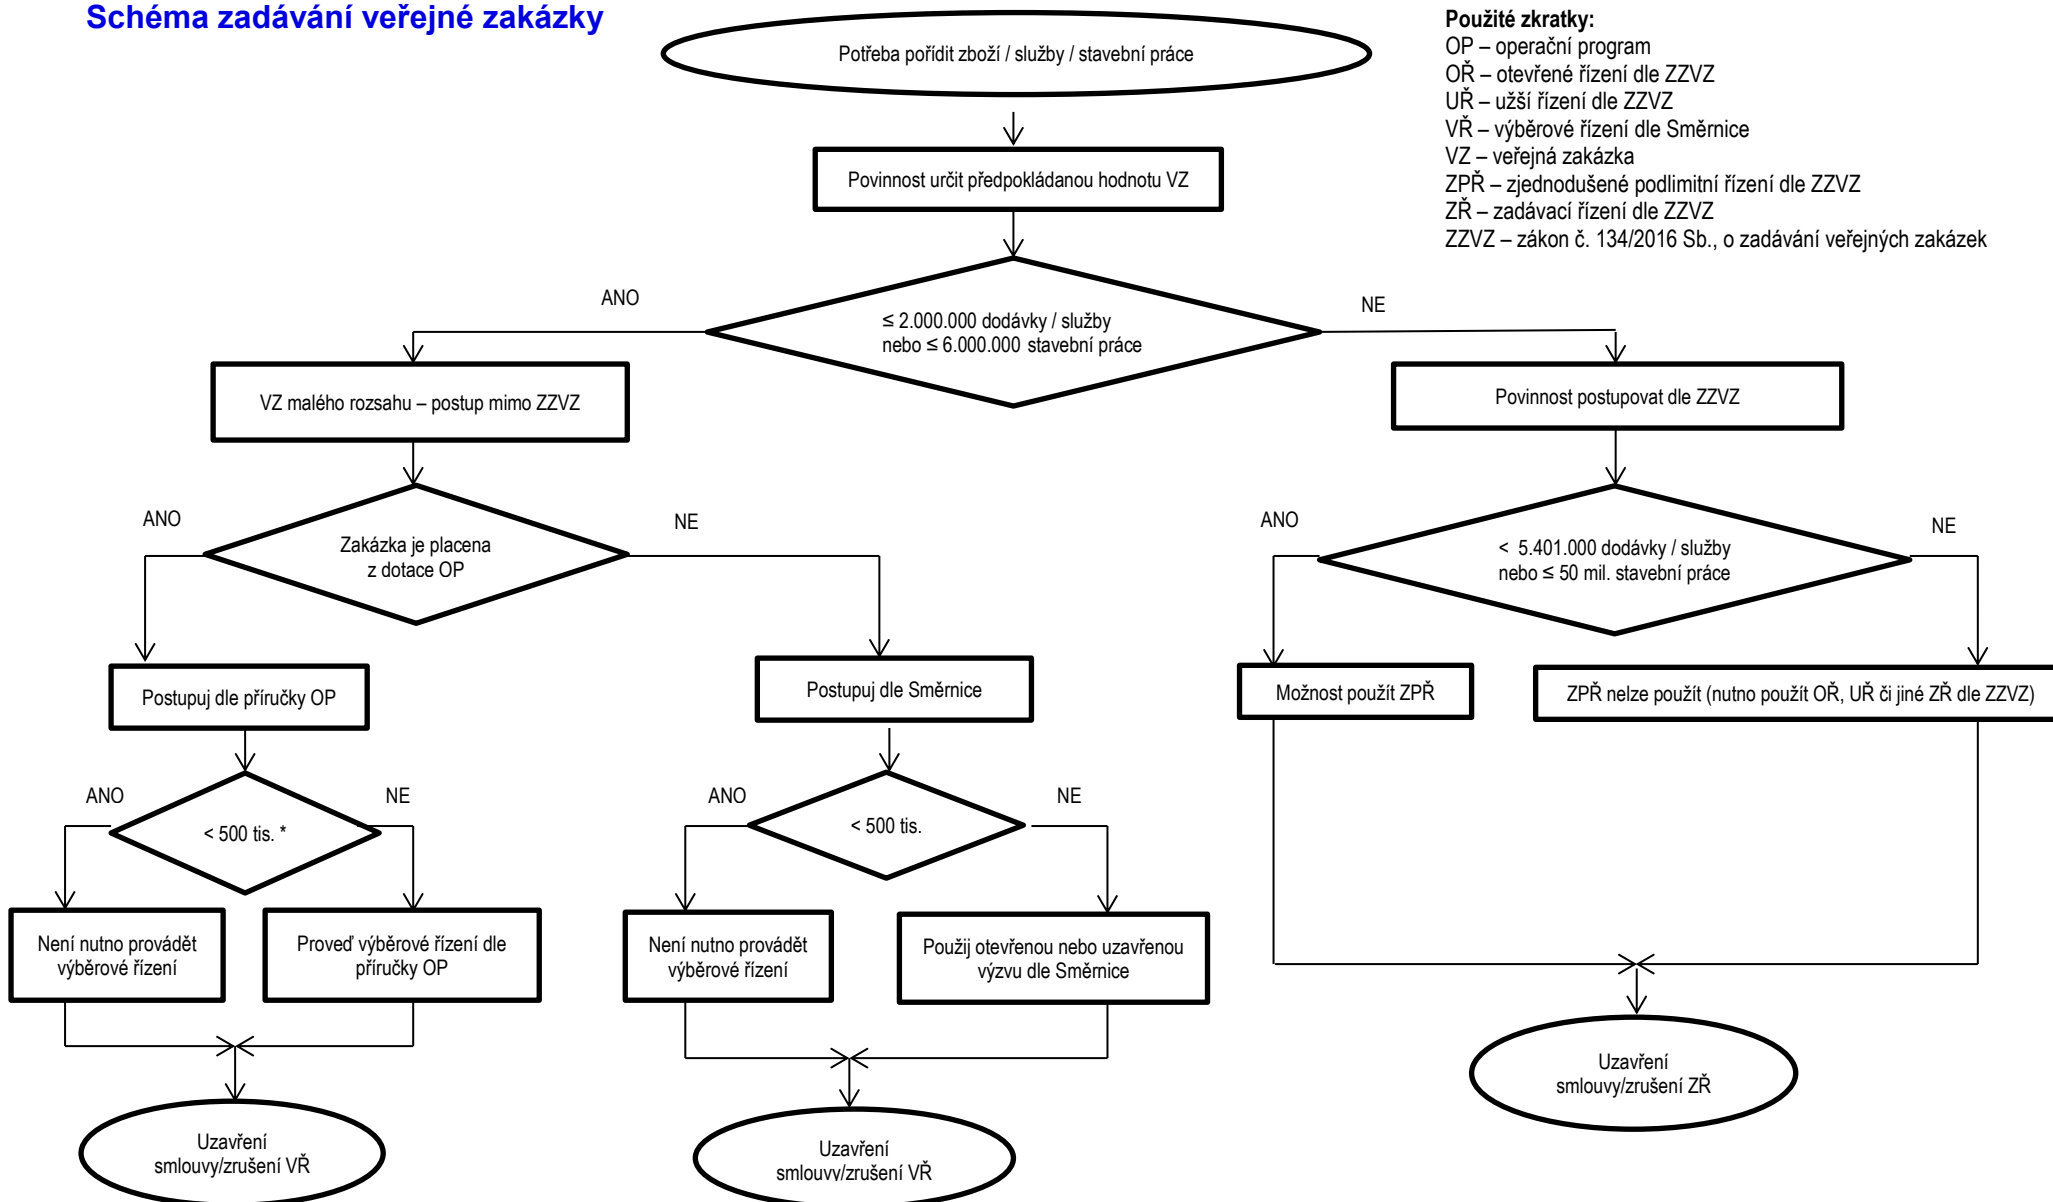 Schéma zadávání veřejné zakázky
Potřeba pořídit zboží / služby / stavební práce
Použité zkratky:
OP – operační program
OŘ – otevřené řízení dle ZZVZ
UŘ – užší řízení dle ZZVZ
VŘ – výběrové řízení dle Směrnice
VZ – veřejná zakázka
ZPŘ – zjednodušené podlimitní řízení dle ZZVZ
ZŘ – zadávací řízení dle ZZVZ
ZZVZ – zákon č. 134/2016 Sb., o zadávání veřejných zakázek
Povinnost určit předpokládanou hodnotu VZ
ANO
NE
≤ 2.000.000 dodávky / služby
nebo ≤ 6.000.000 stavební práce
VZ malého rozsahu – postup mimo ZZVZ
Povinnost postupovat dle ZZVZ
ANO
NE
Zakázka je placena
z dotace OP
ANO
NE
< 5.401.000 dodávky / služby
nebo ≤ 50 mil. stavební práce
Postupuj dle příručky OP
Postupuj dle Směrnice
Možnost použít ZPŘ
ZPŘ nelze použít (nutno použít OŘ, UŘ či jiné ZŘ dle ZZVZ)
ANO
NE
< 500 tis. *
ANO
NE
< 500 tis.
Není nutno provádět
výběrové řízení
Proveď výběrové řízení dle
příručky OP
Není nutno provádět
výběrové řízení
Použij otevřenou nebo uzavřenou
výzvu dle Směrnice
Uzavření
smlouvy/zrušení VŘ
Uzavření
smlouvy/zrušení VŘ
Uzavření
smlouvy/zrušení ZŘ